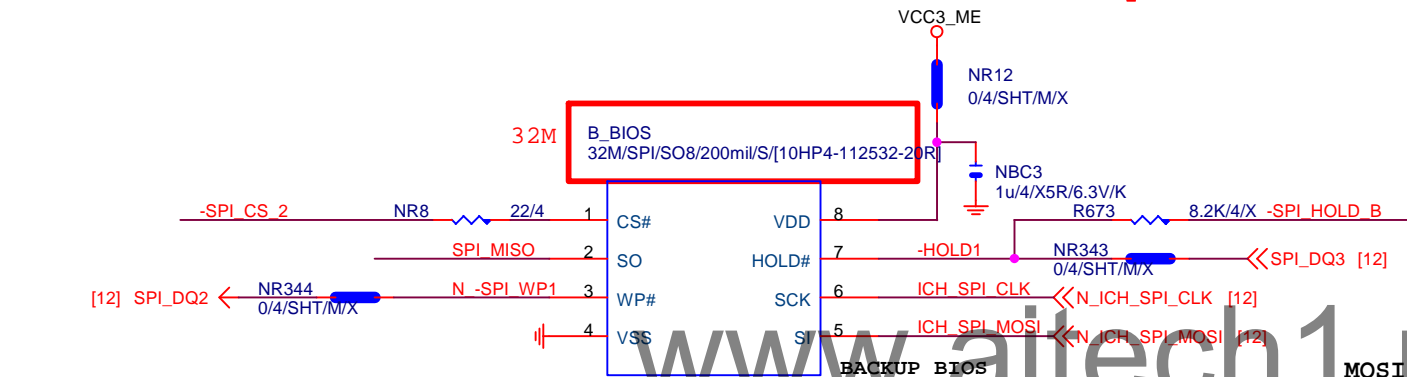 VCC3_ME
NR12
0/4/SHT/M/X
32M
B_BIOS
32M/SPI/SO8/200mil/S/[10HP4-112532-20R]
NBC3
1u/4/X5R/6.3V/K
-SPI_CS_2 NR8 22/4 1 CS# VDD 8 R673 8.2K/4/X -SPI_HOLD_B
SPI_MISO 2 SO HOLD# 7 -HOLD1 NR343 0/4/SHT/M/X SPI_DQ3 [12]
[12] SPI_DQ2 NR344 0/4/SHT/M/X N_-SPI_WP1 3 WP# SCK 6 ICH_SPI_CLK N_ICH_SPI_CLK [12]
4 VSS SI 5 ICH_SPI_MOSI N_ICH_SPI_MOSI [12]
www.aitech1.
BACKUP BIOS MOSI